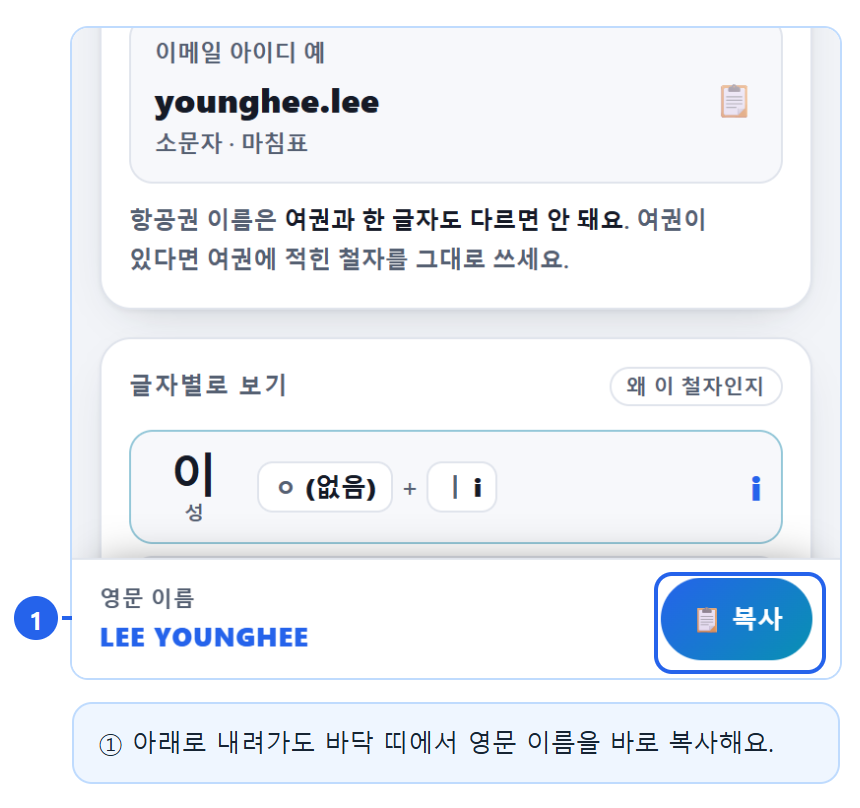 이메일 아이디 예
younghee.lee
소문자 · 마침표
항공권 이름은 여권과 한 글자도 다르면 안 돼요. 여권이
있다면 여권에 적힌 철자를 그대로 쓰세요.
글자별로 보기
왜 이 철자인지
이
성
ㅇ (없음) + ㅣ i
i
1
영문 이름
LEE YOUNGHEE
복사
① 아래로 내려가도 바닥 띠에서 영문 이름을 바로 복사해요.